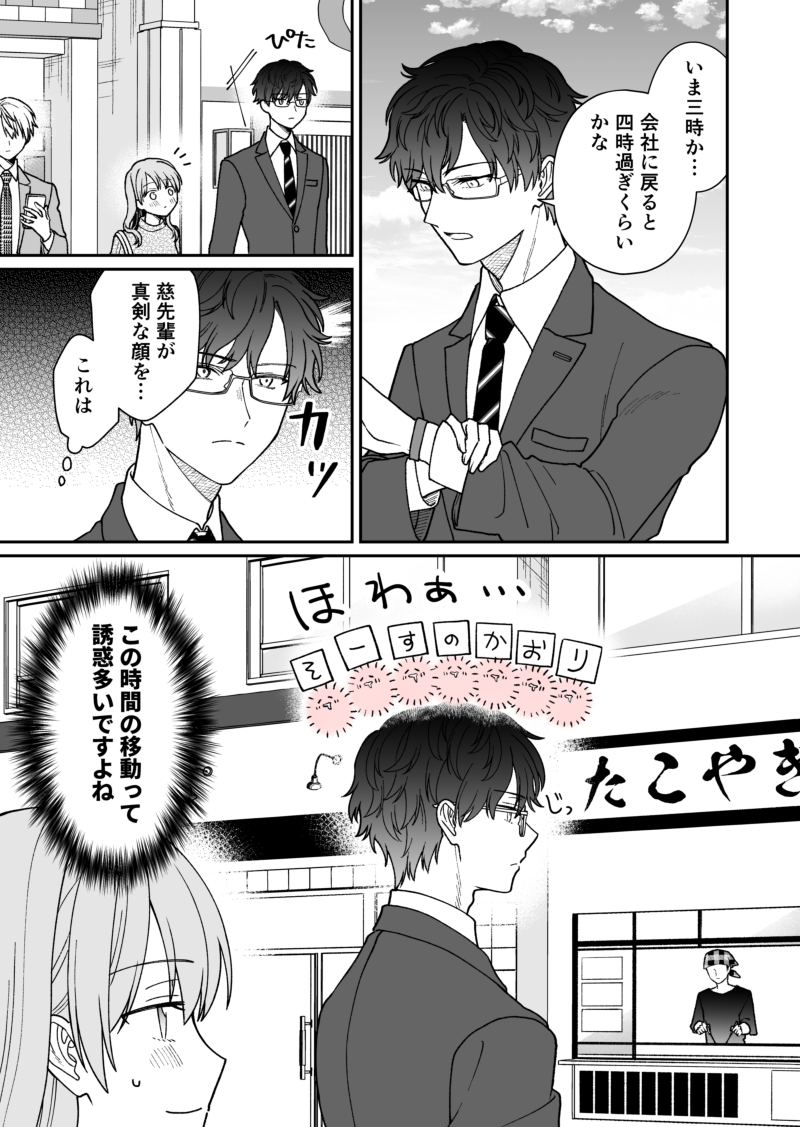 いま三時か…
会社に戻ると
四時過ぎくらい
かな
ぴた
慈先輩が
真剣な顔を…
これは
カッ
ほわぁ…
そーすのかおり
じっ
たこやき
この時間の移動って
誘惑多いですよね